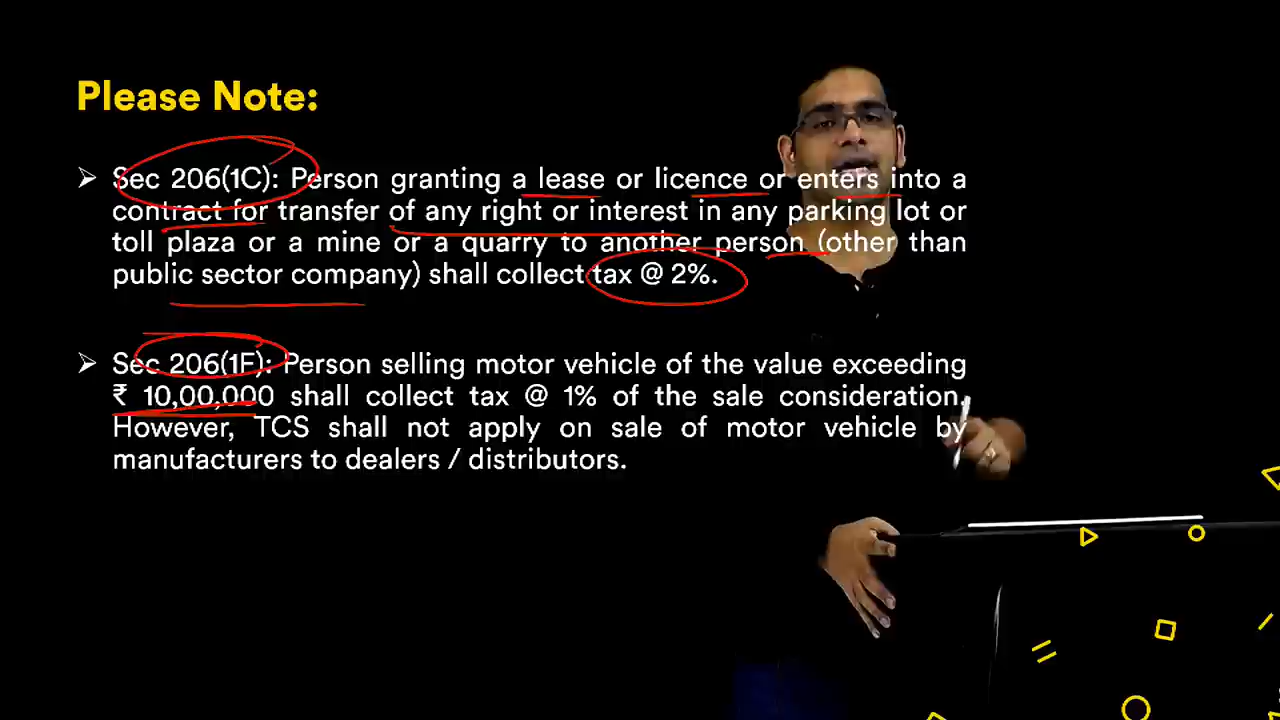 Please Note:
Sec 206(1C): Person granting a lease or licence or enters into a
contract for transfer of any right or interest in any parking lot or
toll plaza or a mine or a quarry to another person (other than
public sector company) shall collect tax @ 2%.
Sec 206(1F): Person selling motor vehicle of the value exceeding
₹ 10,00,000 shall collect tax @ 1% of the sale consideration.
However, TCS shall not apply on sale of motor vehicle by
manufacturers to dealers / distributors.